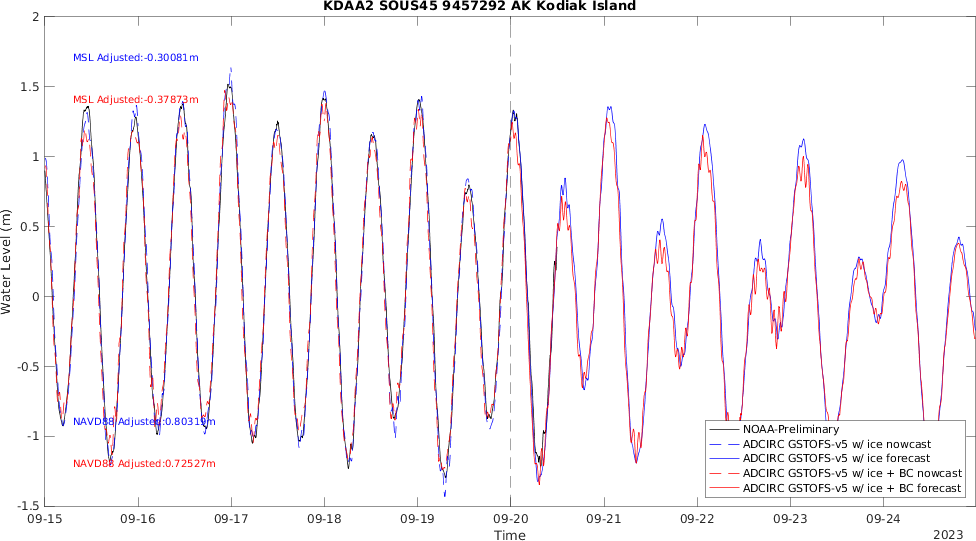 KDAA2 SOUS45 9457292 AK Kodiak Island
2
1.5
1
0.5
0
-0.5
-1
-1.5
Water Level (m)
MSL Adjusted:-0.30081m
MSL Adjusted:-0.37873m
NAVD88 Adjusted:0.80319m
NAVD88 Adjusted:0.72527m
NOAA-Preliminary
ADCIRC GSTOFS-v5 w/ ice nowcast
ADCIRC GSTOFS-v5 w/ ice forecast
ADCIRC GSTOFS-v5 w/ice + BC nowcast
ADCIRC GSTOFS-v5 w/ice + BC forecast
09-15 09-16 09-17 09-18 09-19 09-20 09-21 09-22 09-23 09-24
Time
2023